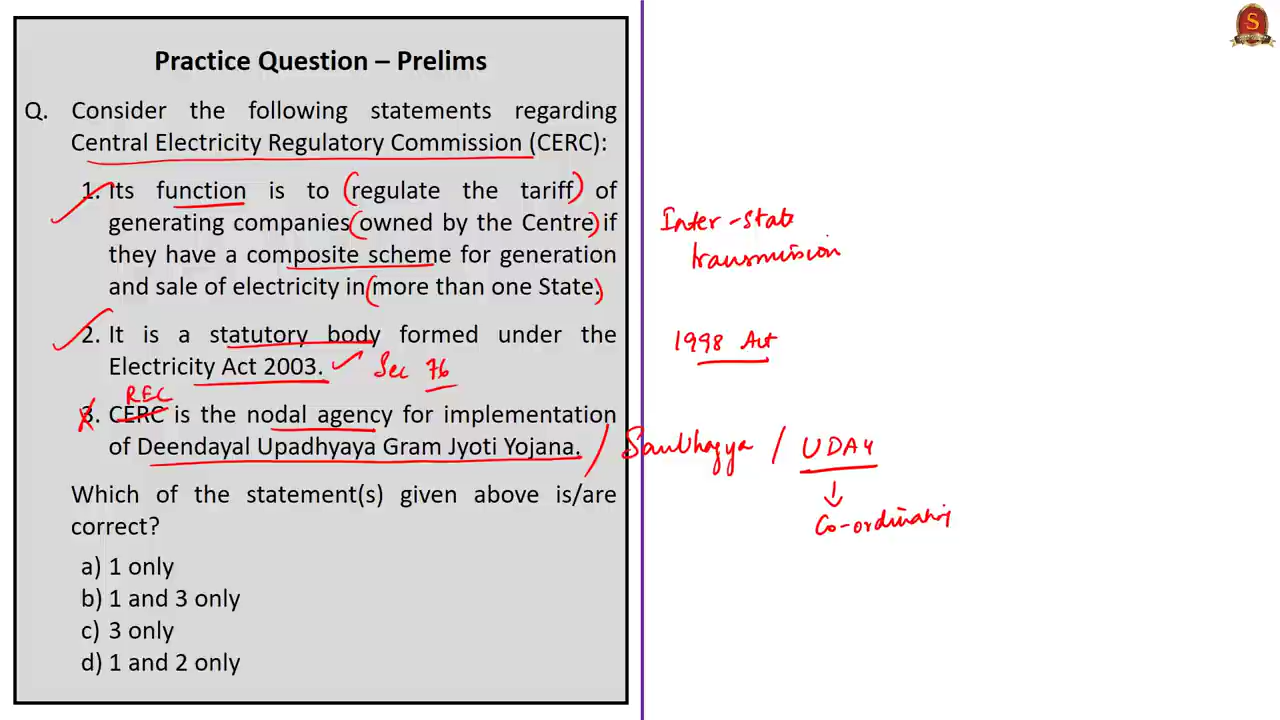 Practice Question – Prelims
Q. Consider the following statements regarding
Central Electricity Regulatory Commission (CERC):
1. Its function is to (regulate the tariff) of
generating companies (owned by the Centre) if
they have a composite scheme for generation
and sale of electricity in (more than one State.)
2. It is a statutory body formed under the
Electricity Act 2003. Sec 76
REC
3. CERC is the nodal agency for implementation
of Deendayal Upadhyaya Gram Jyoti Yojana. / Saubhagya / UDAY
Which of the statement(s) given above is/are
correct?
a) 1 only
b) 1 and 3 only
c) 3 only
d) 1 and 2 only
Inter-state
transmission
1998 Act
Co-ordinating
S